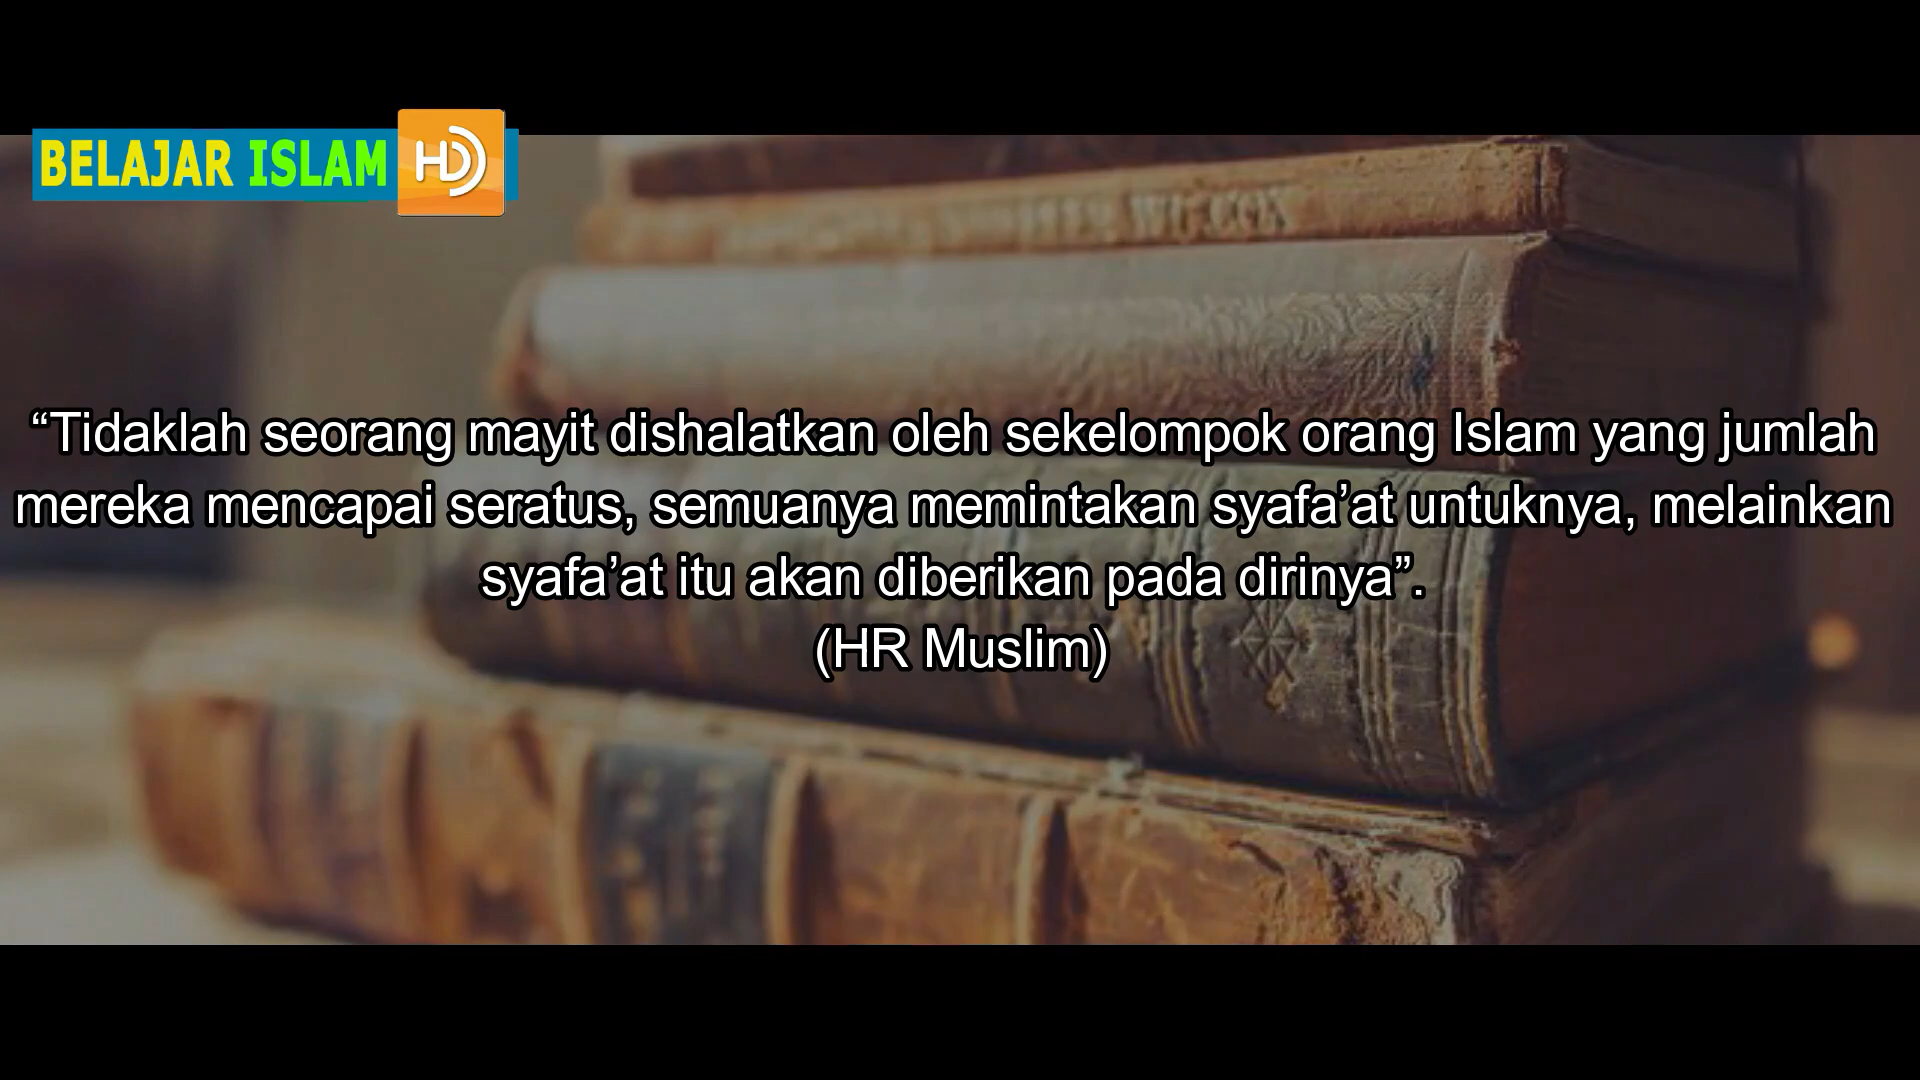 BELAJAR ISLAM HD
“Tidaklah seorang mayit dishalatkan oleh sekelompok orang Islam yang jumlah
mereka mencapai seratus, semuanya memintakan syafa’at untuknya, melainkan
syafa’at itu akan diberikan pada dirinya”.
(HR Muslim)